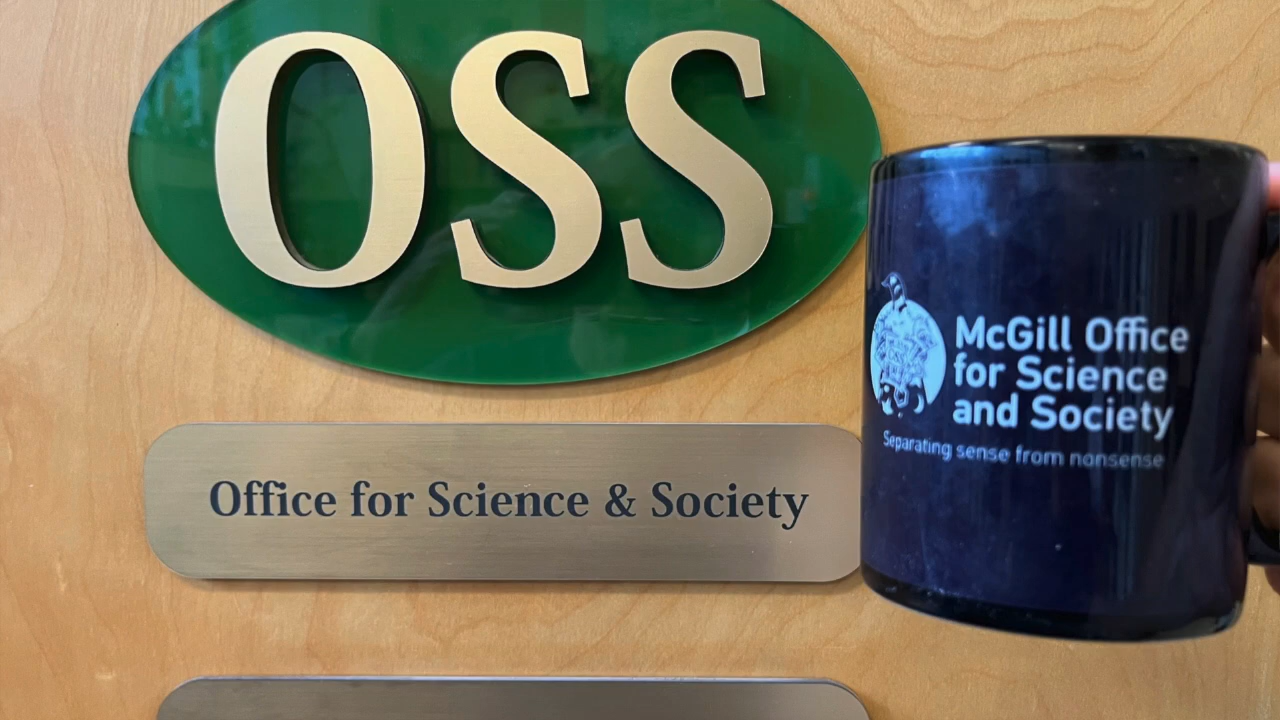 OSS
Office for Science & Society
McGill Office
for Science
and Society
Separating sense from nonsense